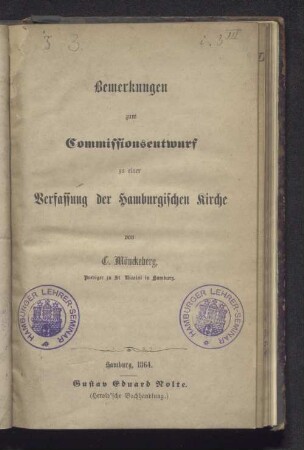 Bemerkungen
zum
Commissionsentwurf
zu einer
Verfassung der Hamburgischen Kirche
von
C. Mönckeberg,
Prediger zu St. Nicolai in Hamburg.
HAMBURGER LEHRER-SEMINAR
HAMBURGER LEHRER-SEMINAR
Hamburg, 1864.
Gustav Eduard Nolte.
(Herold'sche Buchhandlung.)